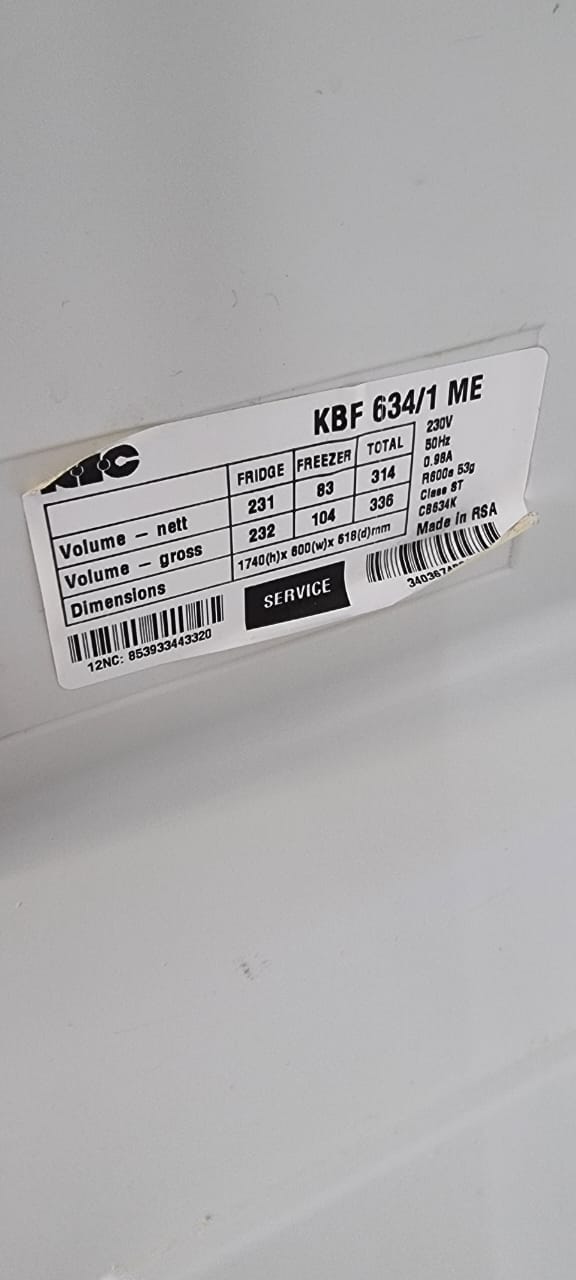 KIC
KBF 634/1 ME
FRIDGE FREEZER TOTAL
Volume - nett 231 83 314
Volume - gross 232 104 336
Dimensions 1740(h)x 600(w)x 618(d)mm
230V
50Hz
0.98A
R600a 53g
Class ST
CB634K
Made in RSA
12NC: 853933443320
SERVICE